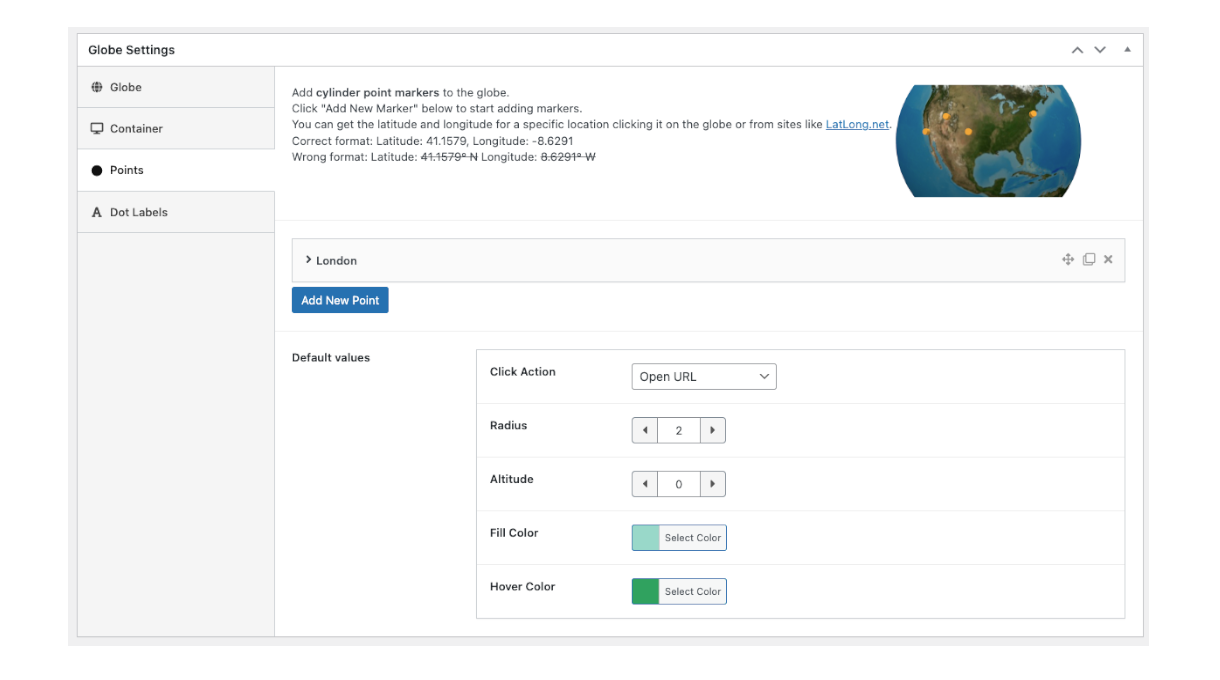 Globe Settings
Globe
Container
Points
Dot Labels
Add cylinder point markers to the globe.
Click "Add New Marker" below to start adding markers.
You can get the latitude and longitude for a specific location clicking it on the globe or from sites like LatLong.net.
Correct format: Latitude: 41.1579, Longitude: -8.6291
Wrong format: Latitude: 41.1579º N Longitude: 8.6291º W
London
Add New Point
Default values
Click Action
Open URL
Radius
2
Altitude
0
Fill Color
Select Color
Hover Color
Select Color